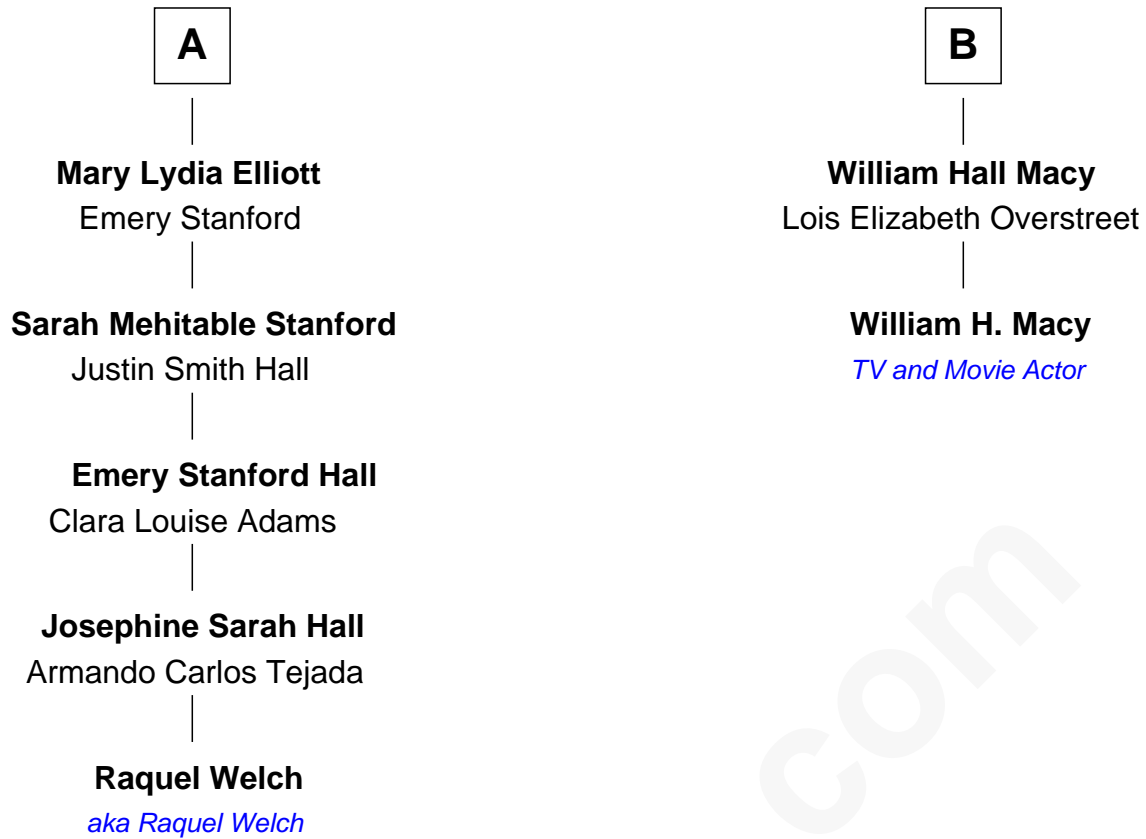 A
Mary Lydia Elliott
Emery Stanford
Sarah Mehitable Stanford
Justin Smith Hall
Emery Stanford Hall
Clara Louise Adams
Josephine Sarah Hall
Armando Carlos Tejada
Raquel Welch
aka Raquel Welch
B
William Hall Macy
Lois Elizabeth Overstreet
William H. Macy
TV and Movie Actor
com